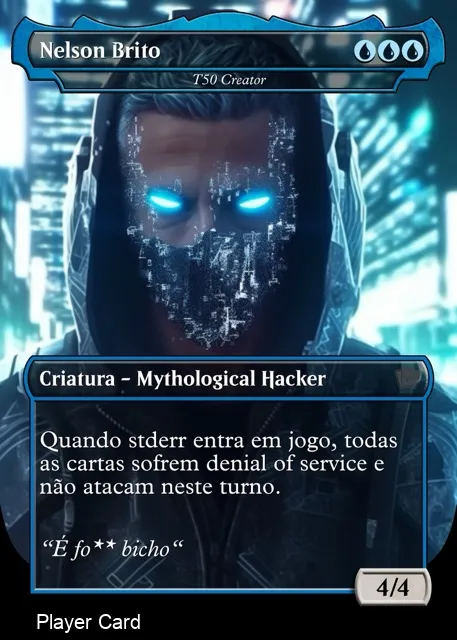 Nelson Brito
T50 Creator
Criatura – Mythological Hacker
Quando stderr entra em jogo, todas
as cartas sofrem denial of service e
não atacam neste turno.
“É fo** bicho“
4/4
Player Card